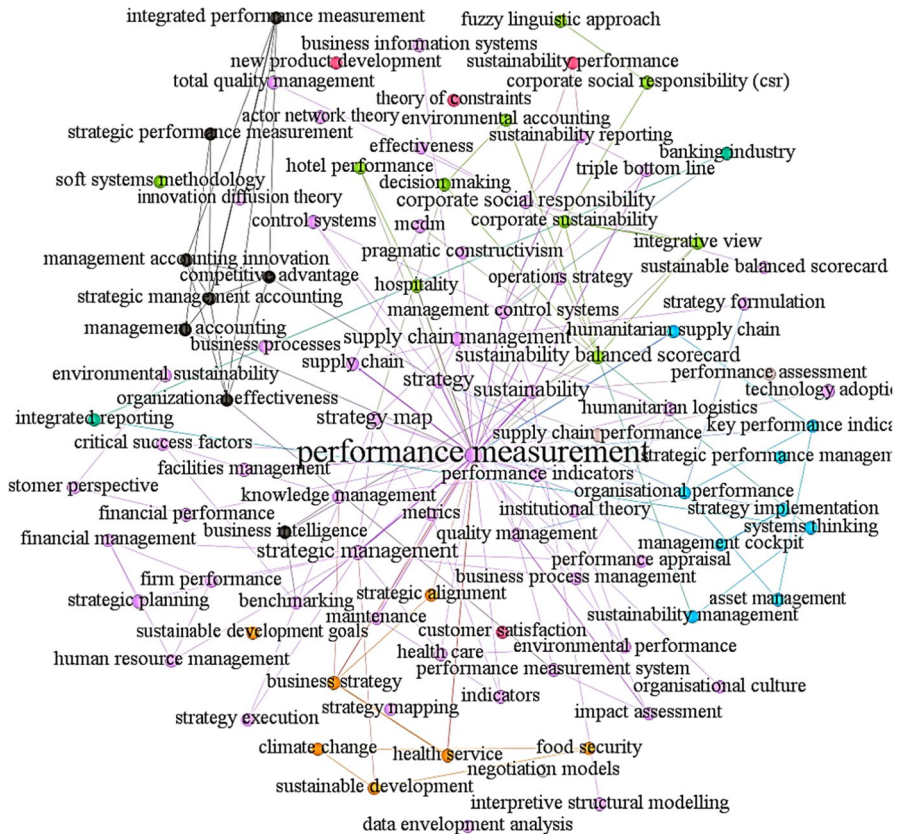 integrated performance measurement
fuzzy linguistic approach
business information systems
new product development
sustainability performance
total quality management
corporate social responsibility (csr)
theory of constraints
actor network theory
environmental accounting
strategic performance measurement
sustainability reporting
effectiveness
banking industry
hotel performance
triple bottom line
soft systems methodology
decision making
innovation diffusion theory
corporate social responsibility
control systems
mcdm
corporate sustainability
integrative view
pragmatic constructivism
management accounting innovation
sustainable balanced scorecard
competitive advantage
operations strategy
hospitality
strategic management accounting
strategy formulation
management control systems
management accounting
humanitarian supply chain
business processes
supply chain management
sustainability balanced scorecard
supply chain
environmental sustainability
performance assessment
strategy
sustainability
technology adoptic
organizational effectiveness
humanitarian logistics
integrated reporting
strategy map
key performance indica
supply chain performance
critical success factors
performance measurement
strategic performance managem
facilities management
performance indicators
stomer perspective
organisational performance
knowledge management
strategy implementation
financial performance
metrics
institutional theory
business intelligence
systems thinking
financial management
quality management
management cockpit
strategic management
performance appraisal
firm performance
business process management
strategic planning
benchmarking
strategic alignment
asset management
maintenance
sustainability management
sustainable development goals
customer satisfaction
environmental performance
human resource management
health care
performance measurement system
business strategy
indicators
organisational culture
strategy execution
strategy mapping
impact assessment
climate change
health service
food security
negotiation models
sustainable development
interpretive structural modelling
data envelopment analysis